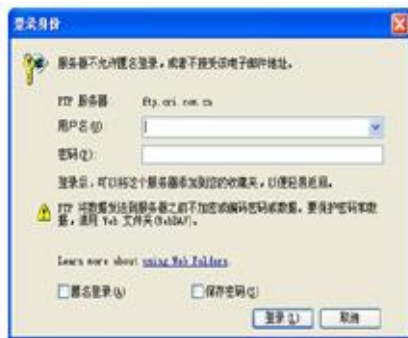 登录身份
服务器不允许匿名登录，或者不接受该电子邮件地址。
FTP 服务器: ftp.ori.com.cn
用户名(U):
密码(P):
登录后，可以将这个服务器添加到您的收藏夹，以便轻易返回。
FTP 将数据发送到服务器之前不加密或编码密码或数据。要保护密码和数
据，请用 Web 文件夹(WebDAV)。
Learn more about using Web Folders.
匿名登录(A) 保存密码(S)
登录(L) 取消